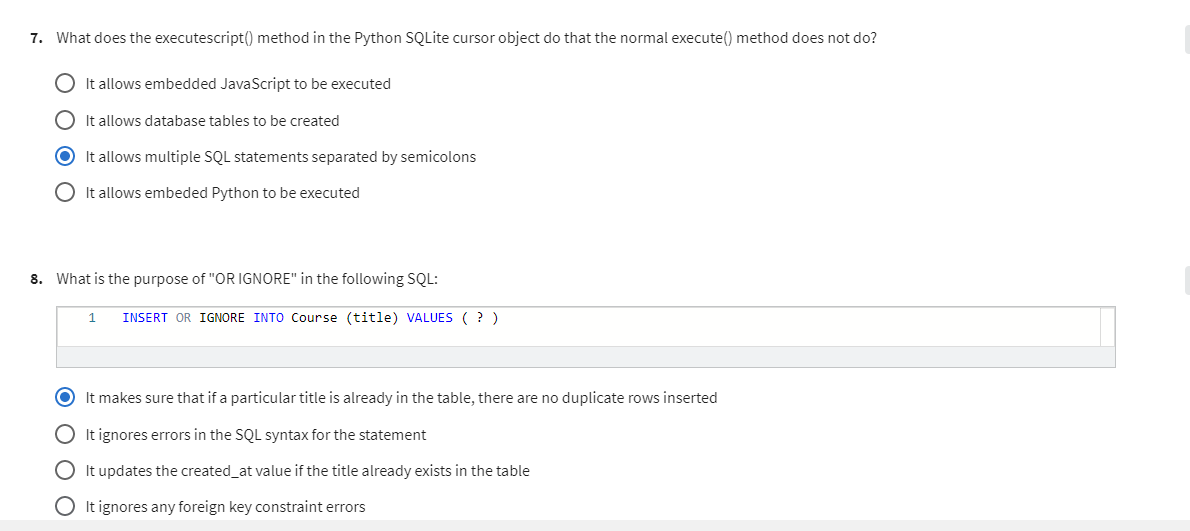 7. What does the executescript() method in the Python SQLite cursor object do that the normal execute() method does not do?
It allows embedded JavaScript to be executed
It allows database tables to be created
It allows multiple SQL statements separated by semicolons
It allows embeded Python to be executed
8. What is the purpose of "OR IGNORE" in the following SQL:
1 INSERT OR IGNORE INTO Course (title) VALUES ( ? )
It makes sure that if a particular title is already in the table, there are no duplicate rows inserted
It ignores errors in the SQL syntax for the statement
It updates the created_at value if the title already exists in the table
It ignores any foreign key constraint errors